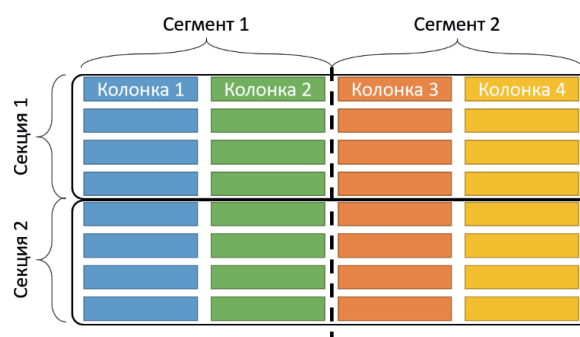 Сегмент 1
Сегмент 2
Колонка 1
Колонка 2
Колонка 3
Колонка 4
Секция 1
Секция 2